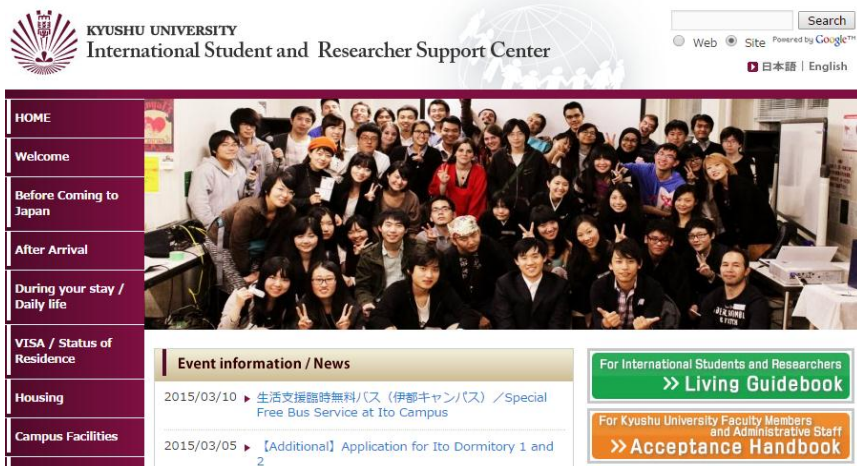 KYUSHU UNIVERSITY
International Student and Researcher Support Center
Search
Web Site Powered by Google™
日本語 | English
HOME
Welcome
Before Coming to
Japan
After Arrival
During your stay /
Daily life
VISA / Status of
Residence
Housing
Campus Facilities
Event information / News
2015/03/10 生活支援臨時無料バス（伊都キャンパス）／Special
Free Bus Service at Ito Campus
2015/03/05 【Additional】Application for Ito Dormitory 1 and
2
For International Students and Researchers
>> Living Guidebook
For Kyushu University Faculty Members
and Administrative Staff
>> Acceptance Handbook